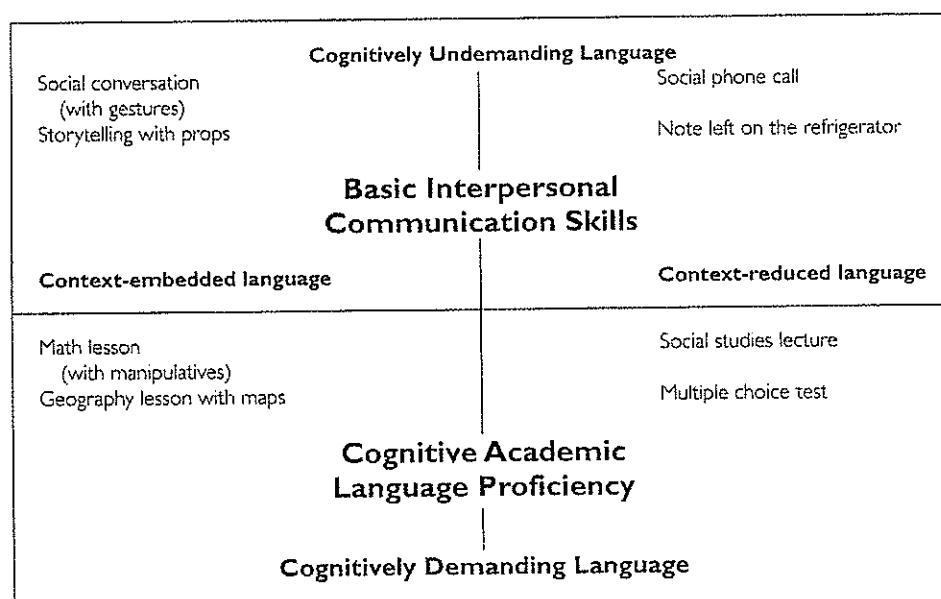 Cognitively Undemanding Language
Social conversation
(with gestures)
Storytelling with props
Social phone call
Note left on the refrigerator
Basic Interpersonal
Communication Skills
Context-embedded language
Context-reduced language
Math lesson
(with manipulatives)
Geography lesson with maps
Social studies lecture
Multiple choice test
Cognitive Academic
Language Proficiency
Cognitively Demanding Language